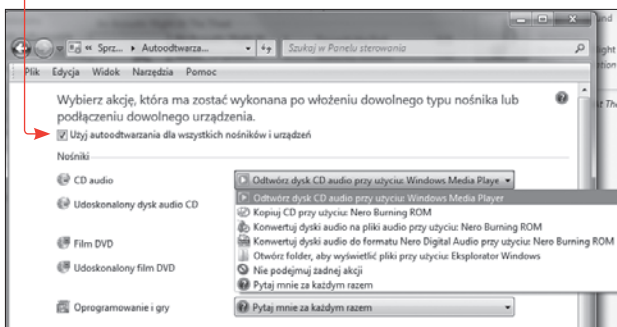 nd
« Sprz... ▸ Autoodtwarza...
Szukaj w Panelu sterowania
light
rtion
Plik Edycja Widok Narzędzia Pomoc
Wybierz akcję, która ma zostać wykonana po włożeniu dowolnego typu nośnika lub
podłączeniu dowolnego urządzenia.
t Th
Użyj autoodtwarzania dla wszystkich nośników i urządzeń
Nośniki
CD audio
Odtwórz dysk CD audio przy użyciu: Windows Media Playe
Odtwórz dysk CD audio przy użyciu: Windows Media Player
Udoskonalony dysk audio CD
Kopiuj CD przy użyciu: Nero Burning ROM
Konwertuj dyski audio na pliki audio przy użyciu: Nero Burning ROM
Film DVD
Konwertuj dyski audio do formatu Nero Digital Audio przy użyciu: Nero Burning ROM
Otwórz folder, aby wyświetlić pliki przy użyciu: Eksplorator Windows
Udoskonalony film DVD
Nie podejmuj żadnej akcji
Pytaj mnie za każdym razem
Oprogramowanie i gry
Pytaj mnie za każdym razem